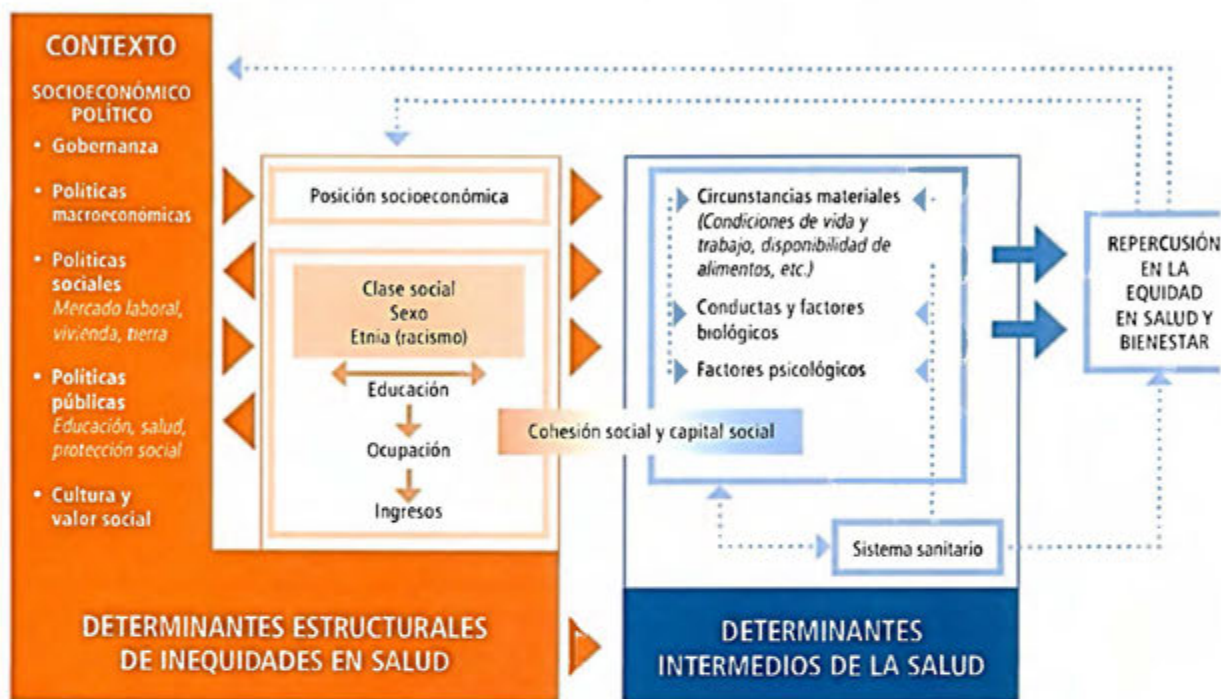 CONTEXTO
SOCIOECONÓMICO
POLÍTICO
• Gobernanza
• Políticas
macroeconómicas
• Políticas
sociales
Mercado laboral,
vivienda, tierra
• Políticas
públicas
Educación, salud,
protección social
• Cultura y
valor social
Posición socioeconómica
Clase social
Sexo
Etnia (racismo)
Educación
Ocupación
Ingresos
Cohesión social y capital social
Circunstancias materiales
(Condiciones de vida y
trabajo, disponibilidad de
alimentos, etc.)
Conductas y factores
biológicos
Factores psicológicos
Sistema sanitario
REPERCUSIÓN
EN LA
EQUIDAD
EN SALUD Y
BIENESTAR
DETERMINANTES ESTRUCTURALES
DE INEQUIDADES EN SALUD
DETERMINANTES
INTERMEDIOS DE LA SALUD